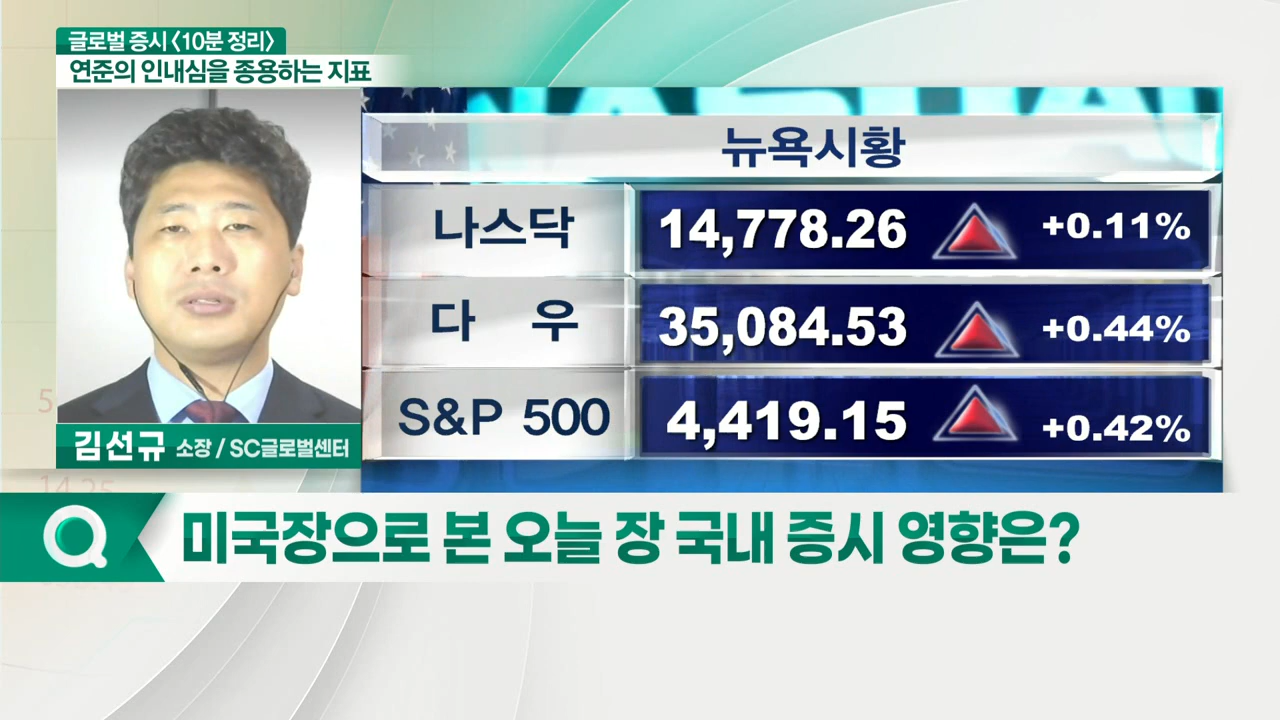 글로벌 증시 <10분 정리>
연준의 인내심을 종용하는 지표
뉴욕시황
나스닥 14,778.26 +0.11%
다 우 35,084.53 +0.44%
S&P 500 4,419.15 +0.42%
김선규 소장 / SC글로벌센터
Q 미국장으로 본 오늘 장 국내 증시 영향은?